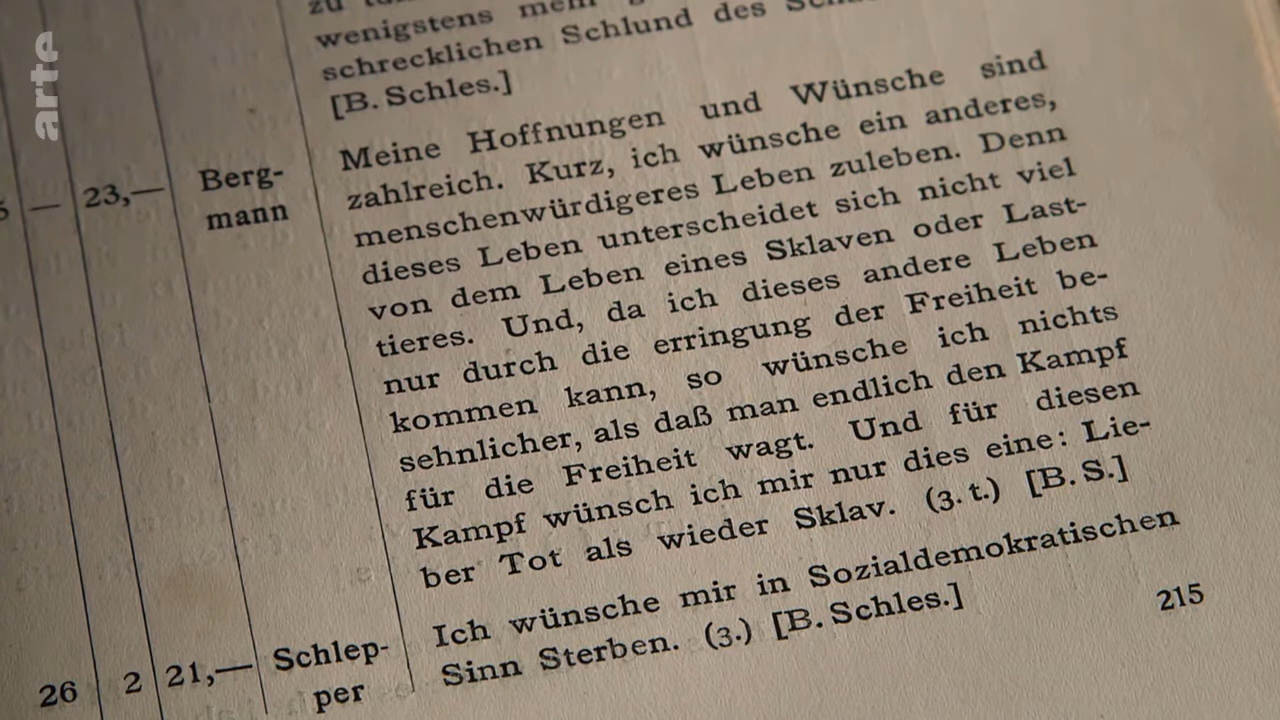 arte
zu
wenigstens
schrecklichen Schlund des
[B. Schles.]
— 23,— Berg-
mann
Meine Hoffnungen und Wünsche sind
zahlreich. Kurz, ich wünsche ein anderes,
menschenwürdigeres Leben zuleben. Denn
dieses Leben unterscheidet sich nicht viel
von dem Leben eines Sklaven oder Last-
tieres. Und, da ich dieses andere Leben
nur durch die erringung der Freiheit be-
kommen kann, so wünsche ich nichts
sehnlicher, als daß man endlich den Kampf
für die Freiheit wagt. Und für diesen
Kampf wünsch ich mir nur dies eine: Lie-
ber Tot als wieder Sklav. (3. t.) [B. S.]
26 2 21,— Schlep-
per
Ich wünsche mir in Sozialdemokratischen
Sinn Sterben. (3.) [B. Schles.]
215